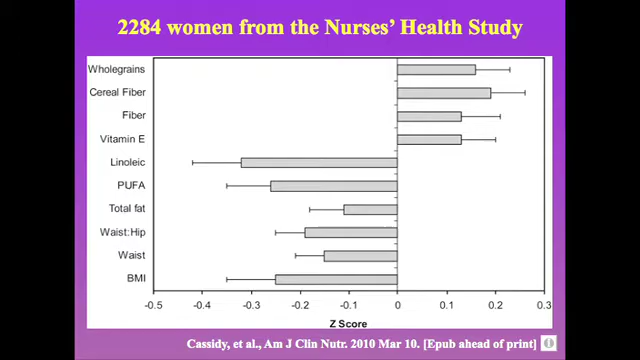 2284 women from the Nurses' Health Study
Wholegrains
Cereal Fiber
Fiber
Vitamin E
Linoleic
PUFA
Total fat
Waist:Hip
Waist
BMI
-0.5 -0.4 -0.3 -0.2 -0.1 0 0.1 0.2 0.3
Z Score
Cassidy, et al., Am J Clin Nutr. 2010 Mar 10. [Epub ahead of print]